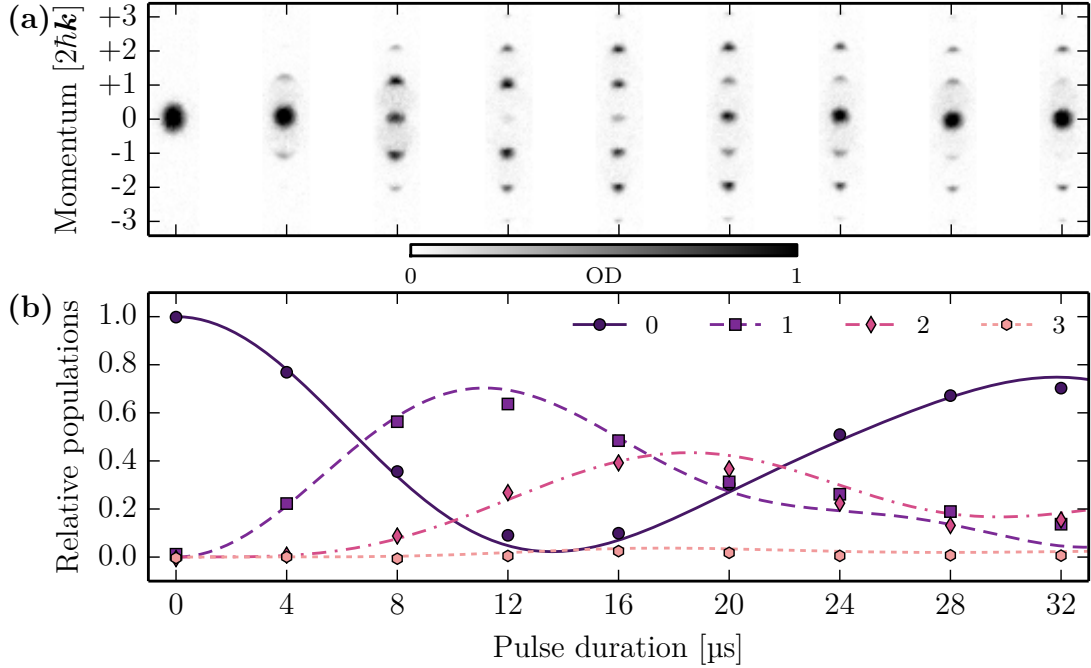 (a)
Momentum [2ħk]
+3
+2
+1
0
-1
-2
-3
0 OD 1
(b)
Relative populations
1.0
0.8
0.6
0.4
0.2
0.0
0 1 2 3
0 4 8 12 16 20 24 28 32
Pulse duration [µs]